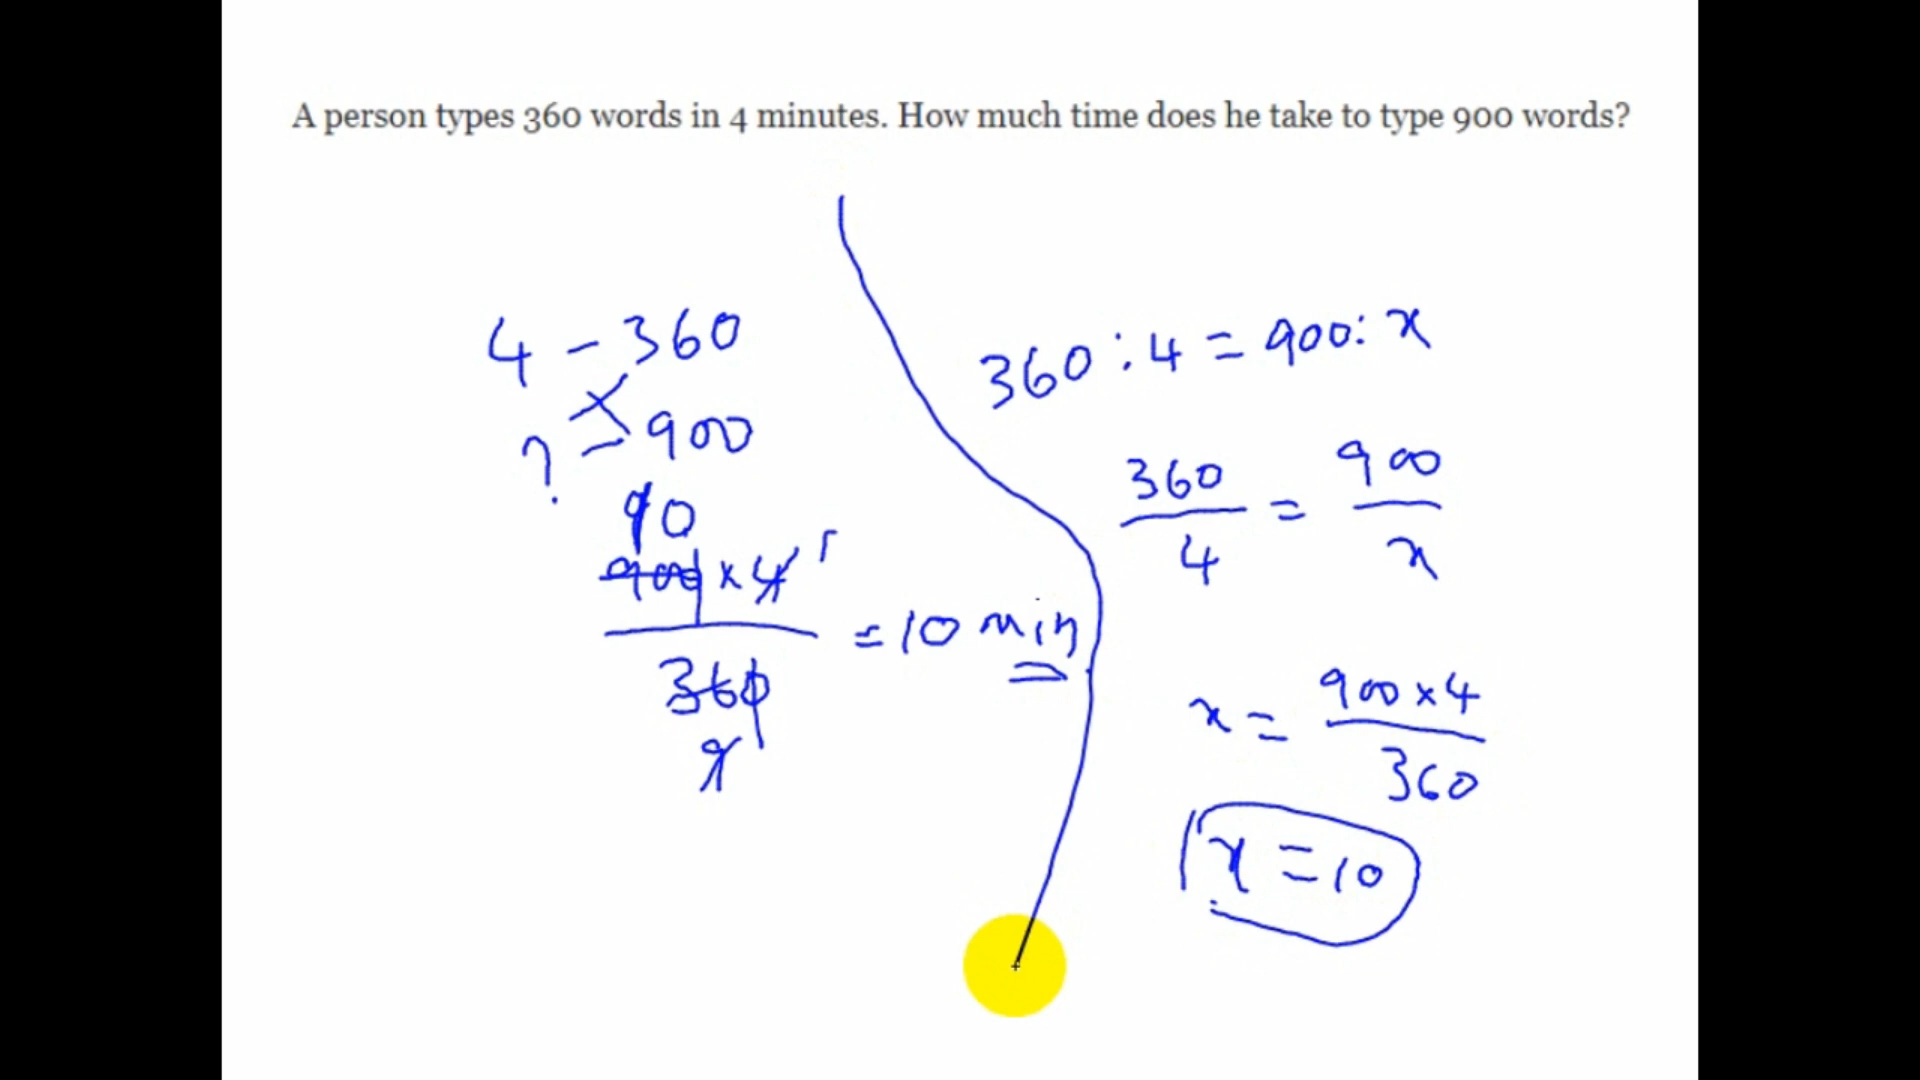 A person types 360 words in 4 minutes. How much time does he take to type 900 words?
4 - 360
? - 900
90
900 x 4 1
= 10 min
360
9
360 : 4 = 900 : x
360 = 900
4 x
x = 900 x 4
360
x = 10